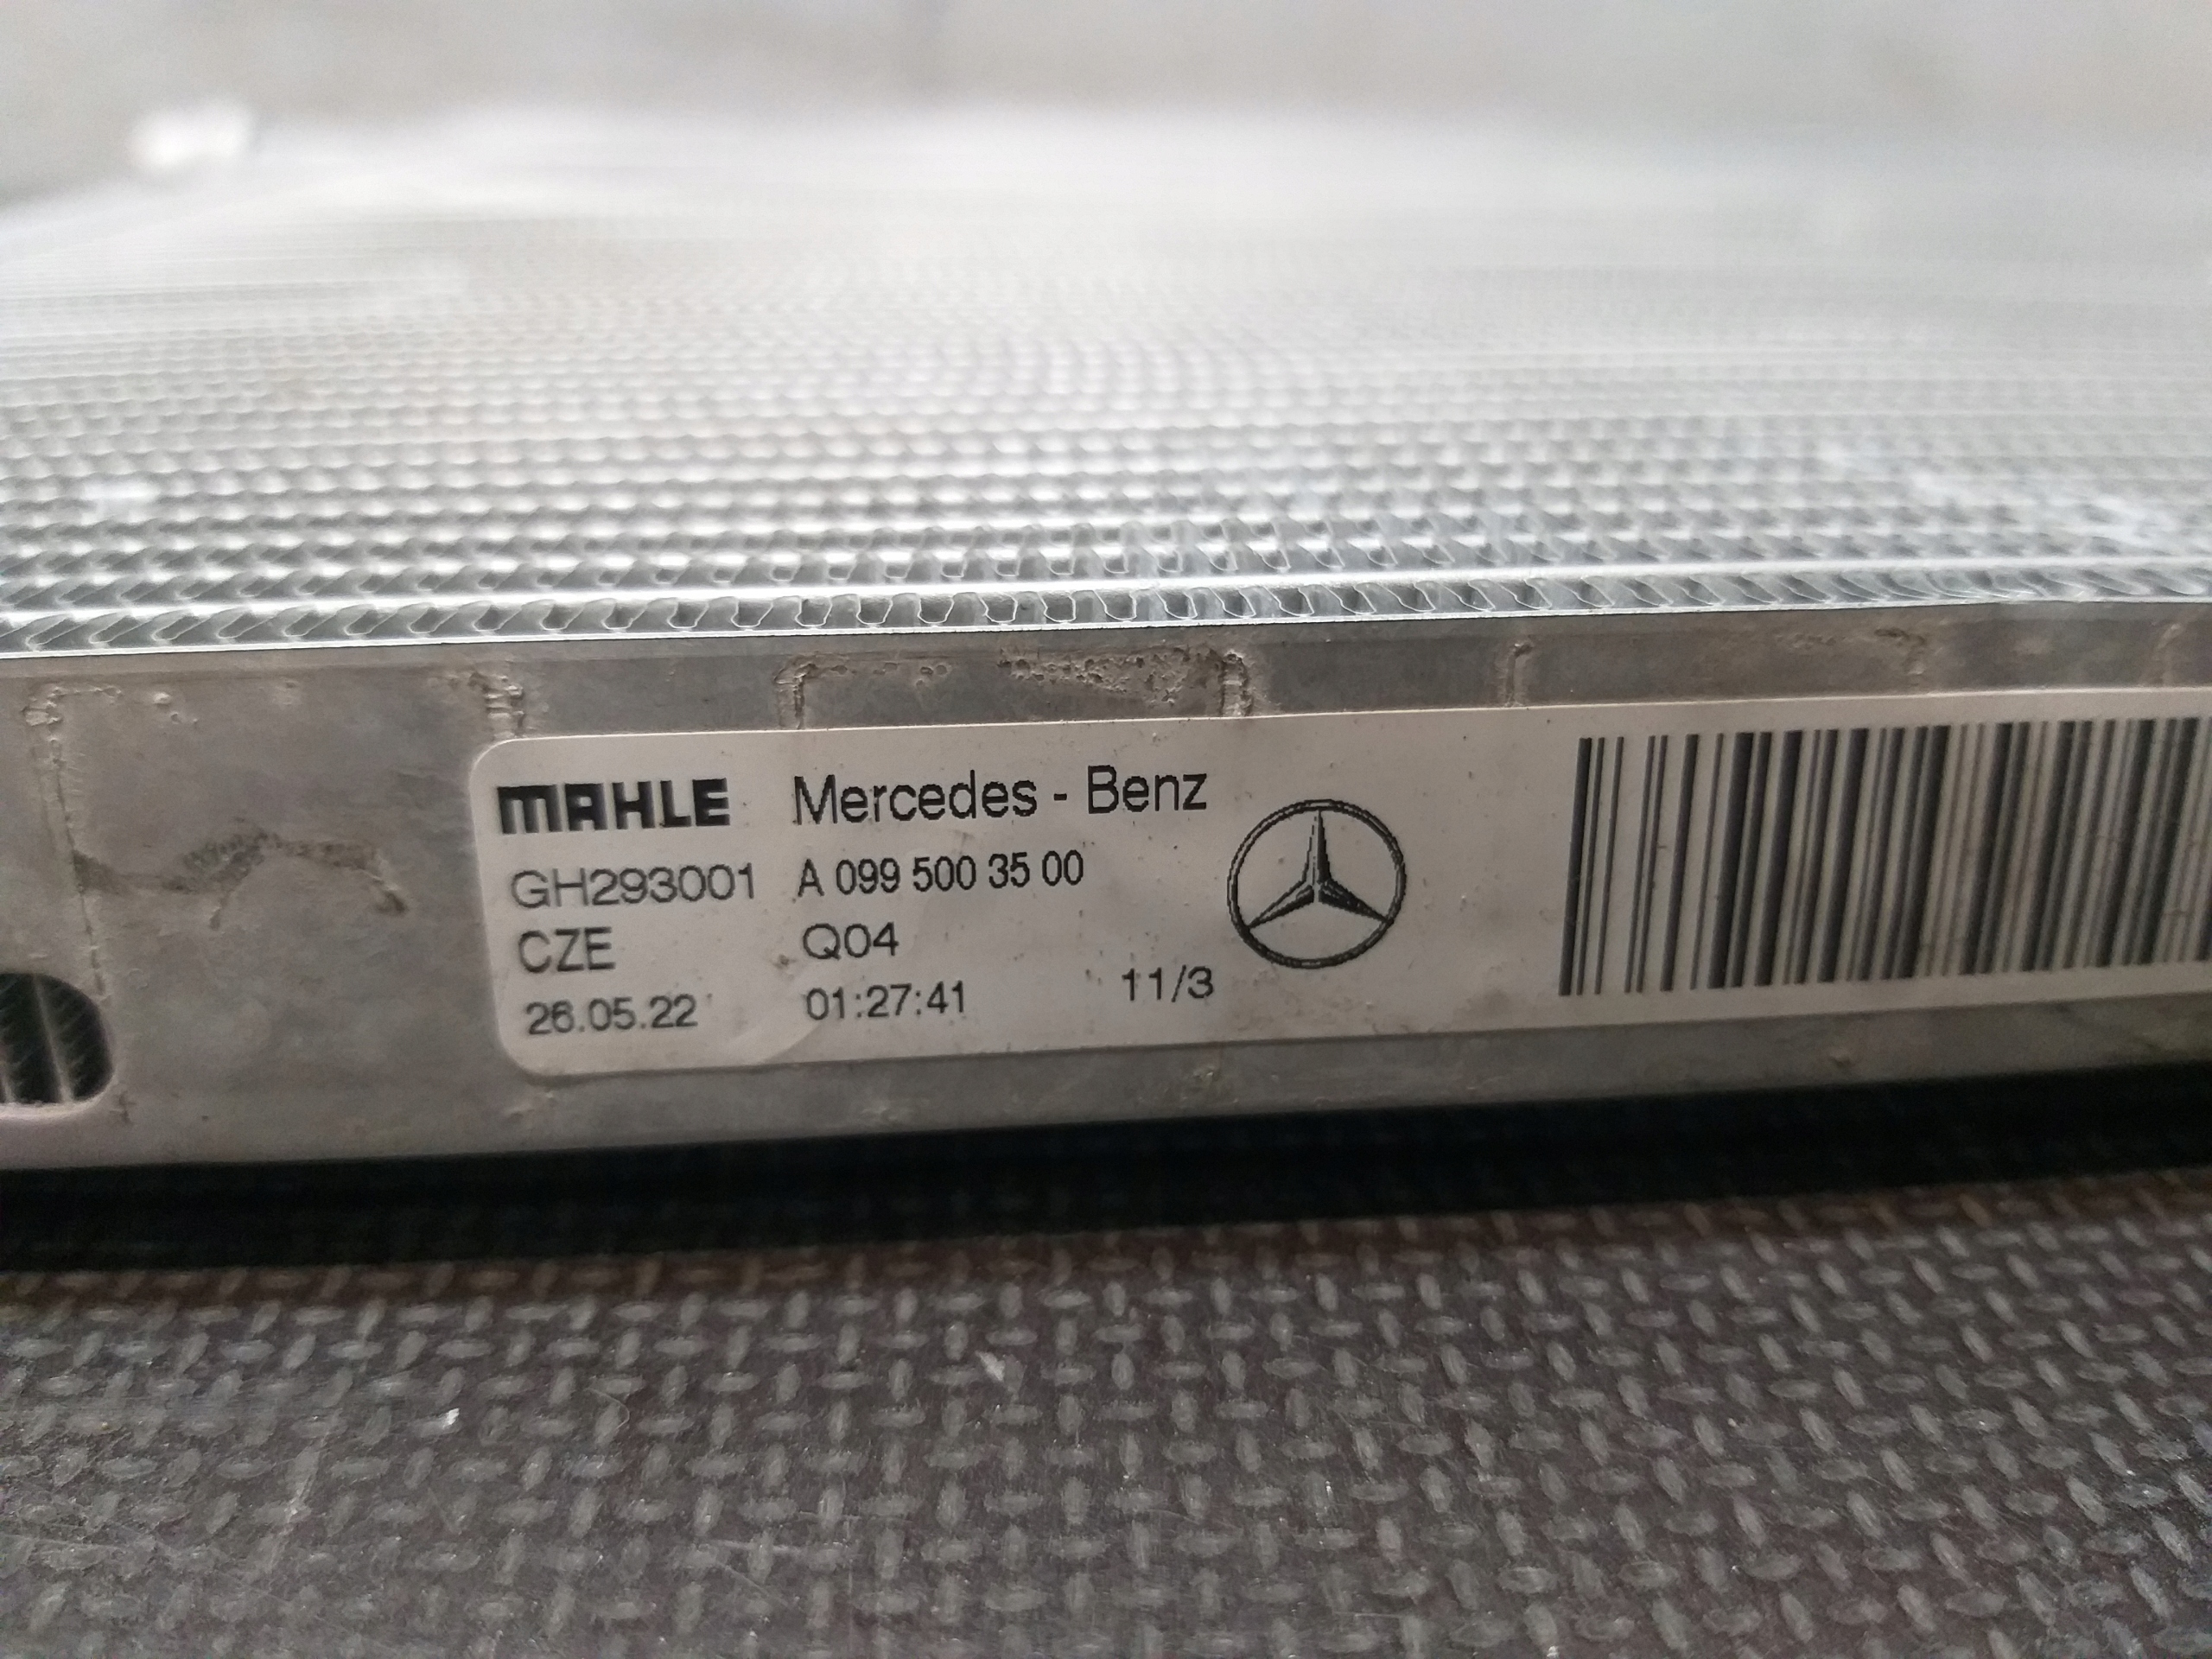 MAHLE Mercedes - Benz
GH293001 A 099 500 35 00
CZE Q04
26.05.22 01:27:41 11/3